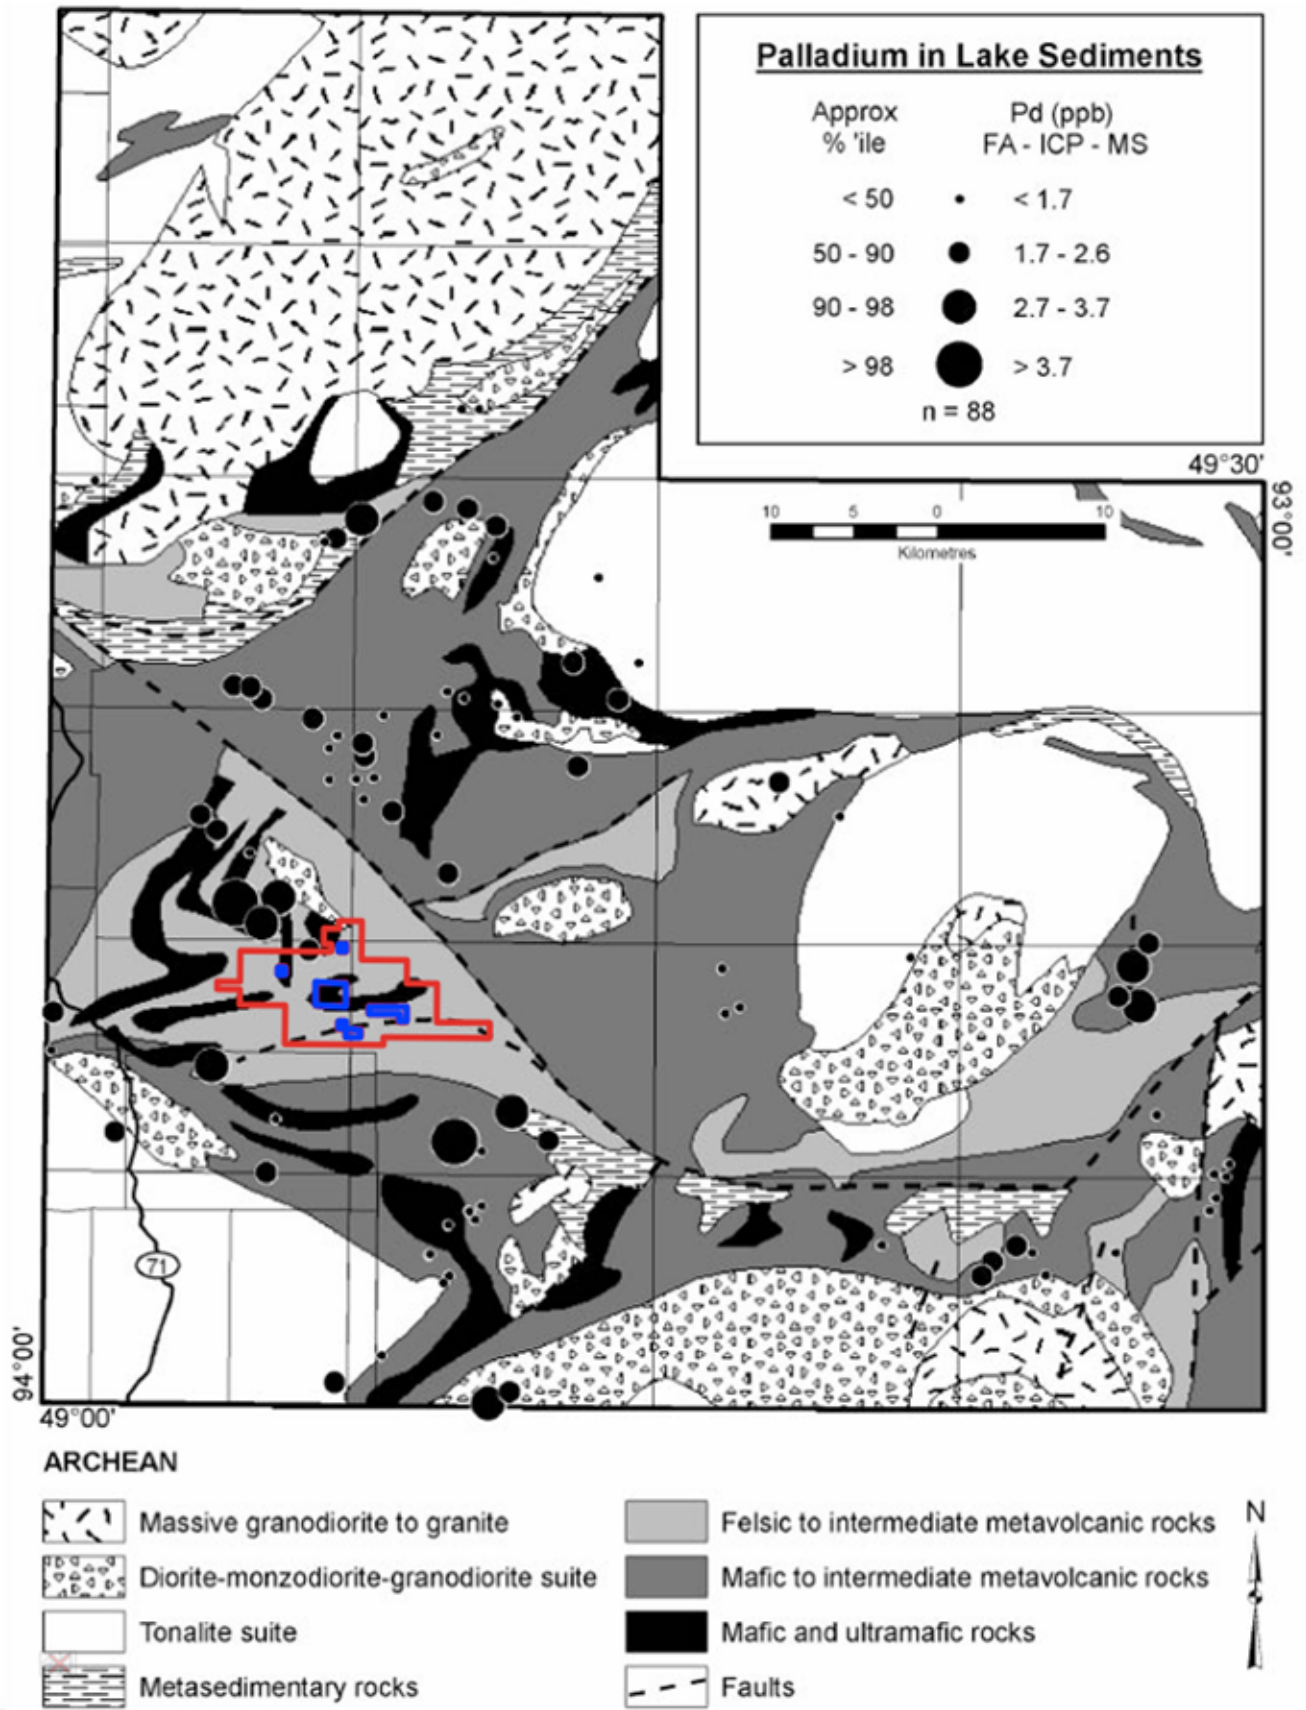 Palladium in Lake Sediments
Approx Pd (ppb)
% 'ile FA - ICP - MS
< 50 < 1.7
50 - 90 1.7 - 2.6
90 - 98 2.7 - 3.7
> 98 > 3.7
n = 88
49°30'
93°00'
10 5 0 10
Kilometres
71
94°00'
49°00'
ARCHEAN
Massive granodiorite to granite
Diorite-monzodiorite-granodiorite suite
Tonalite suite
Metasedimentary rocks
Felsic to intermediate metavolcanic rocks
Mafic to intermediate metavolcanic rocks
Mafic and ultramafic rocks
Faults
N